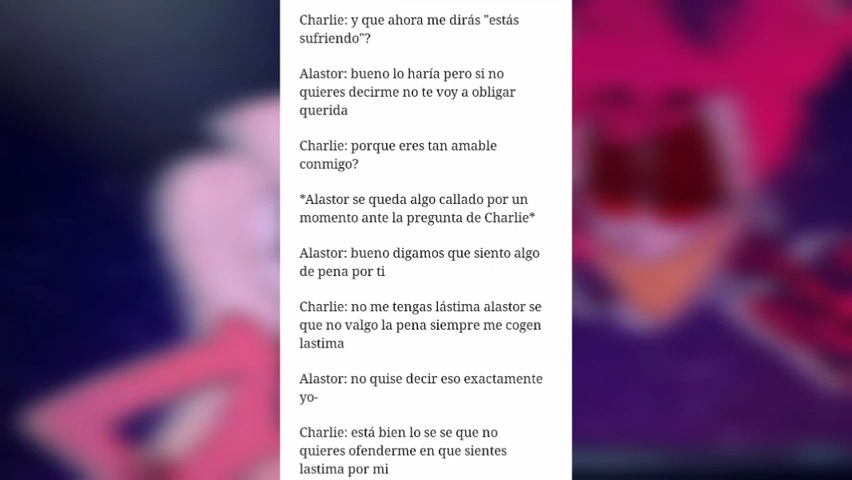 Charlie: y que ahora me dirás "estás
sufriendo"?
Alastor: bueno lo haría pero si no
quieres decirme no te voy a obligar
querida
Charlie: porque eres tan amable
conmigo?
*Alastor se queda algo callado por un
momento ante la pregunta de Charlie*
Alastor: bueno digamos que siento algo
de pena por ti
Charlie: no me tengas lástima alastor se
que no valgo la pena siempre me cogen
lastima
Alastor: no quise decir eso exactamente
yo-
Charlie: está bien lo se se que no
quieres ofenderme en que sientes
lastima por mi